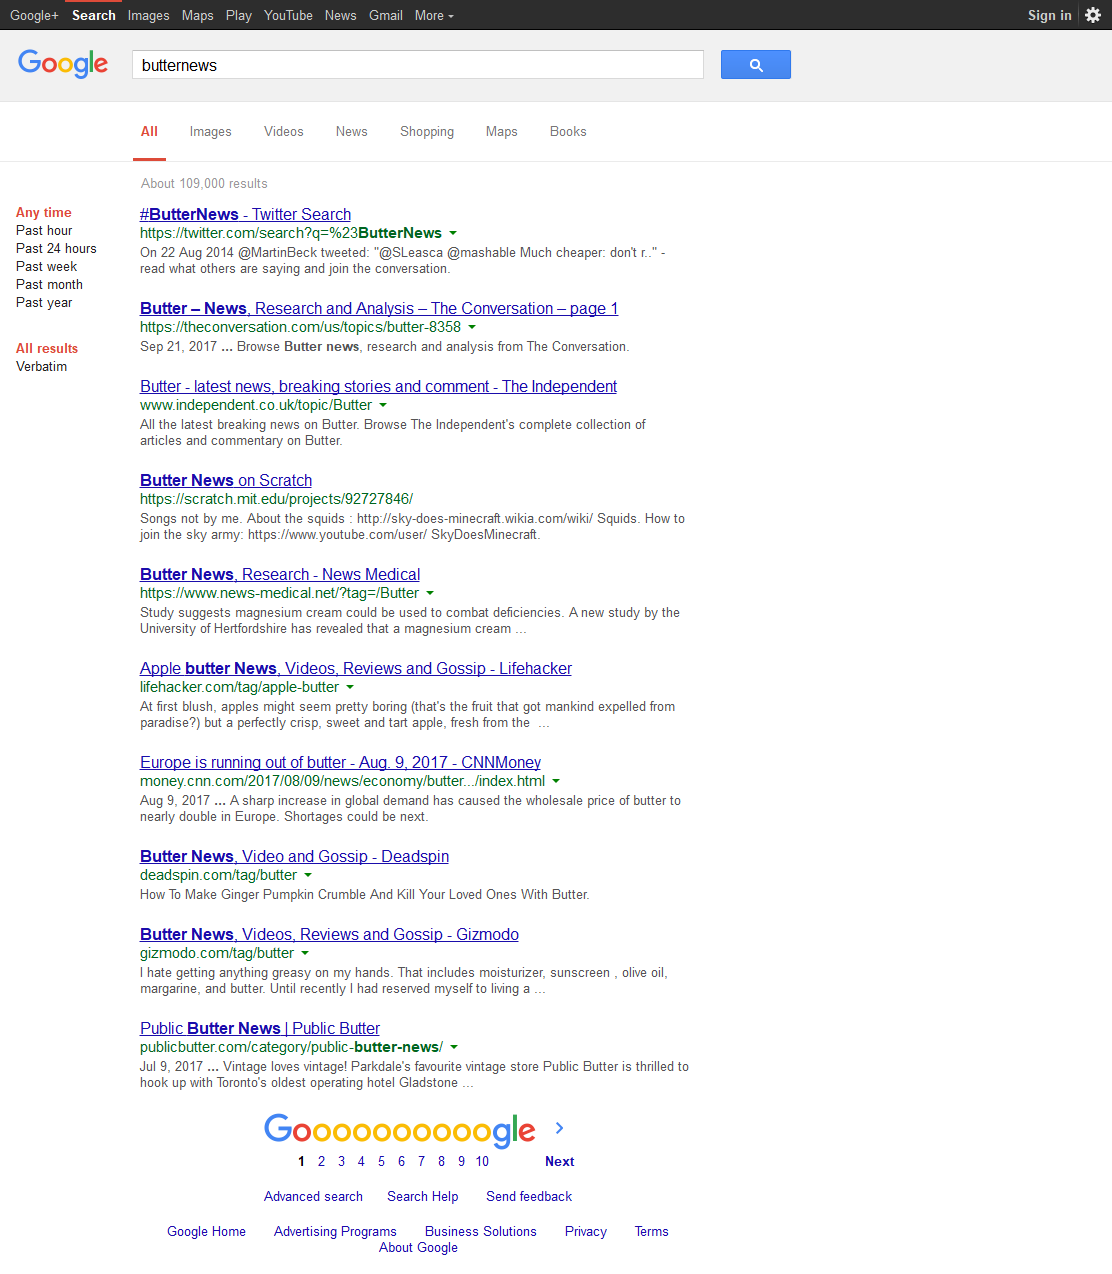 Google+ Search Images Maps Play YouTube News Gmail More Sign in
Google butternews
All Images Videos News Shopping Maps Books
About 109,000 results
Any time
Past hour
Past 24 hours
Past week
Past month
Past year
All results
Verbatim
#ButterNews - Twitter Search
https://twitter.com/search?q=%23ButterNews
On 22 Aug 2014 @MartinBeck tweeted: "@SLeasca @mashable Much cheaper: don't r.." -
read what others are saying and join the conversation.
Butter – News, Research and Analysis – The Conversation – page 1
https://theconversation.com/us/topics/butter-8358
Sep 21, 2017 ... Browse Butter news, research and analysis from The Conversation.
Butter - latest news, breaking stories and comment - The Independent
www.independent.co.uk/topic/Butter
All the latest breaking news on Butter. Browse The Independent's complete collection of
articles and commentary on Butter.
Butter News on Scratch
https://scratch.mit.edu/projects/92727846/
Songs not by me. About the squids : http://sky-does-minecraft.wikia.com/wiki/ Squids. How to
join the sky army: https://www.youtube.com/user/ SkyDoesMinecraft.
Butter News, Research - News Medical
https://www.news-medical.net/?tag=/Butter
Study suggests magnesium cream could be used to combat deficiencies. A new study by the
University of Hertfordshire has revealed that a magnesium cream ...
Apple butter News, Videos, Reviews and Gossip - Lifehacker
lifehacker.com/tag/apple-butter
At first blush, apples might seem pretty boring (that's the fruit that got mankind expelled from
paradise?) but a perfectly crisp, sweet and tart apple, fresh from the ...
Europe is running out of butter - Aug. 9, 2017 - CNNMoney
money.cnn.com/2017/08/09/news/economy/butter.../index.html
Aug 9, 2017 ... A sharp increase in global demand has caused the wholesale price of butter to
nearly double in Europe. Shortages could be next.
Butter News, Video and Gossip - Deadspin
deadspin.com/tag/butter
How To Make Ginger Pumpkin Crumble And Kill Your Loved Ones With Butter.
Butter News, Videos, Reviews and Gossip - Gizmodo
gizmodo.com/tag/butter
I hate getting anything greasy on my hands. That includes moisturizer, sunscreen , olive oil,
margarine, and butter. Until recently I had reserved myself to living a ...
Public Butter News | Public Butter
publicbutter.com/category/public-butter-news/
Jul 9, 2017 ... Vintage loves vintage! Parkdale's favourite vintage store Public Butter is thrilled to
hook up with Toronto's oldest operating hotel Gladstone ...
Goooooooooogle
1 2 3 4 5 6 7 8 9 10 Next
Advanced search Search Help Send feedback
Google Home Advertising Programs Business Solutions Privacy Terms
About Google